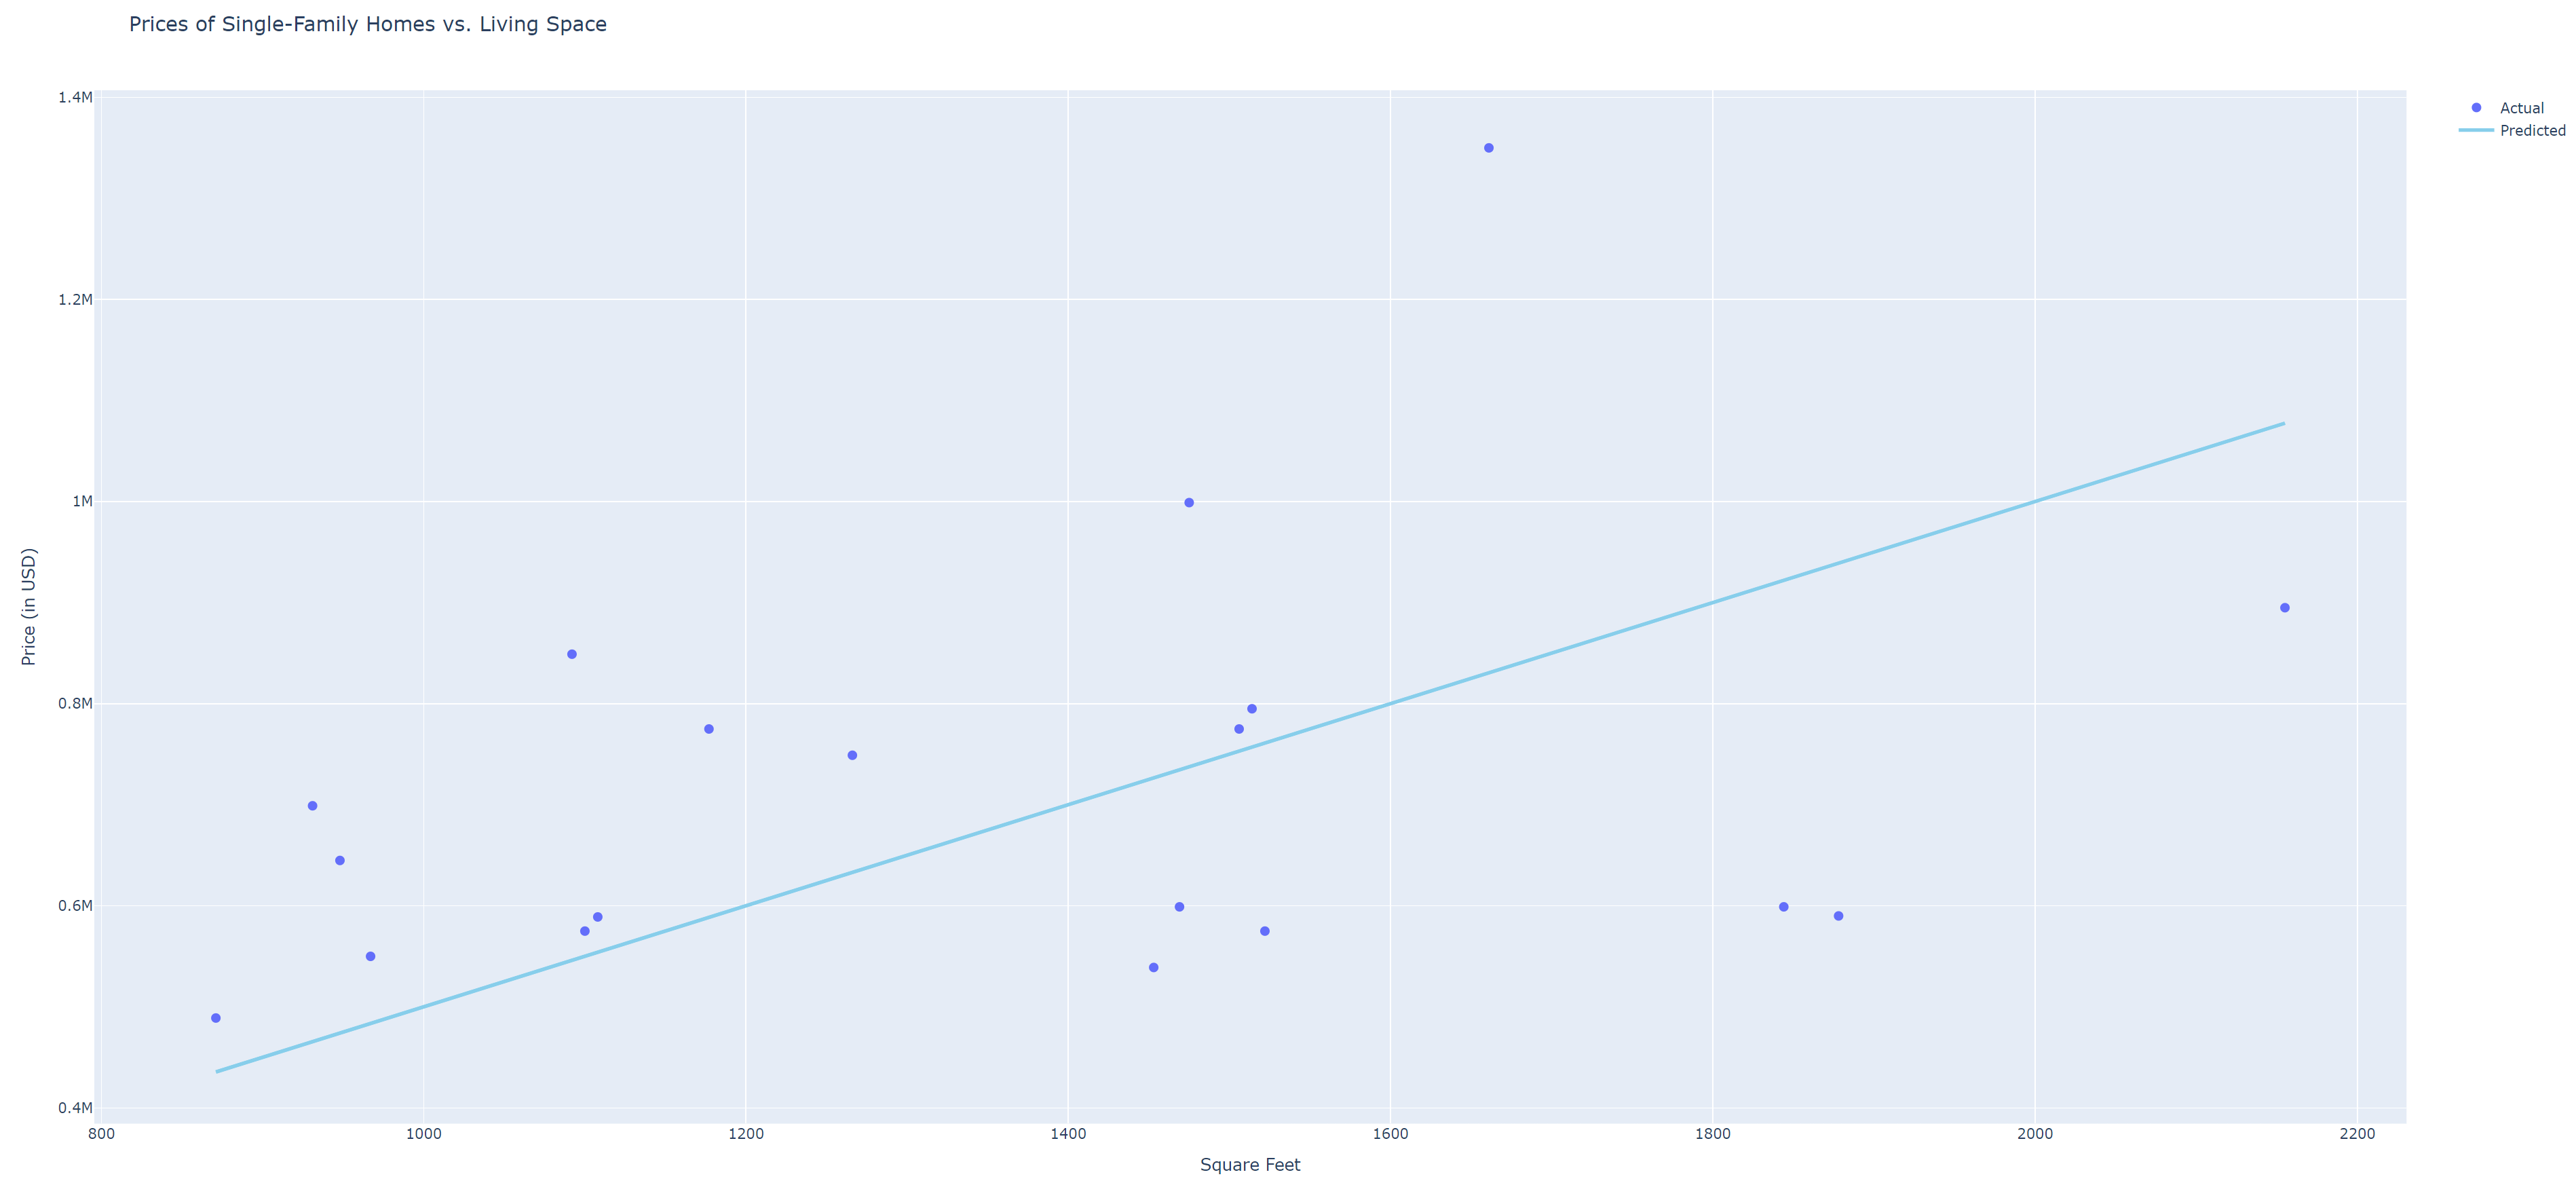 Prices of Single-Family Homes vs. Living Space
Actual
Predicted
1.4M
1.2M
1M
0.8M
0.6M
0.4M
Price (in USD)
800 1000 1200 1400 1600 1800 2000 2200
Square Feet